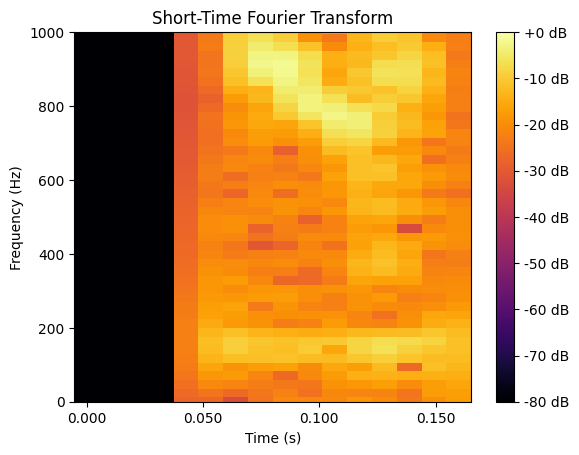 Short-Time Fourier Transform
1000
800
600
400
200
0
Frequency (Hz)
0.000
0.050
0.100
0.150
Time (s)
+0 dB
-10 dB
-20 dB
-30 dB
-40 dB
-50 dB
-60 dB
-70 dB
-80 dB